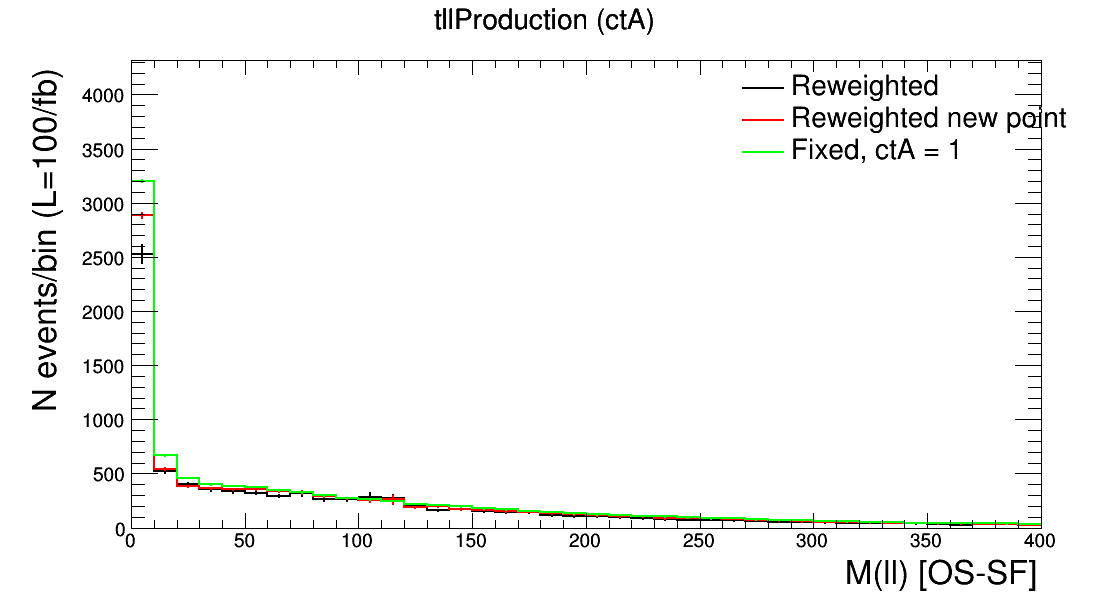 tllProduction (ctA)
N events/bin (L=100/fb)
4000
3500
3000
2500
2000
1500
1000
500
0
Reweighted
Reweighted new point
Fixed, ctA = 1
0 50 100 150 200 250 300 350 400
M(ll) [OS-SF]